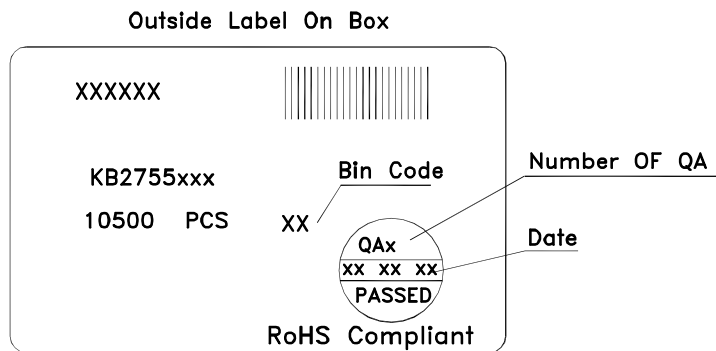 Outside Label On Box
XXXXXX
KB2755xxx
Bin Code
Number OF QA
10500 PCS
XX
QAx
Date
XX XX XX
PASSED
RoHS Compliant